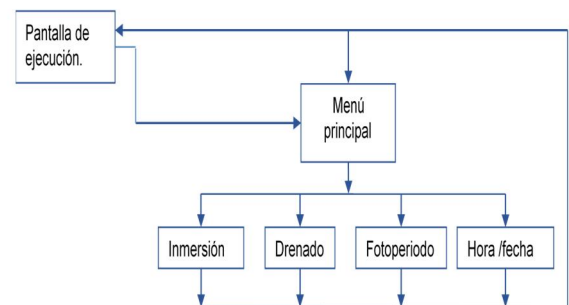 Pantalla de
ejecución.
Menú
principal
Inmersión
Drenado
Fotoperiodo
Hora /fecha